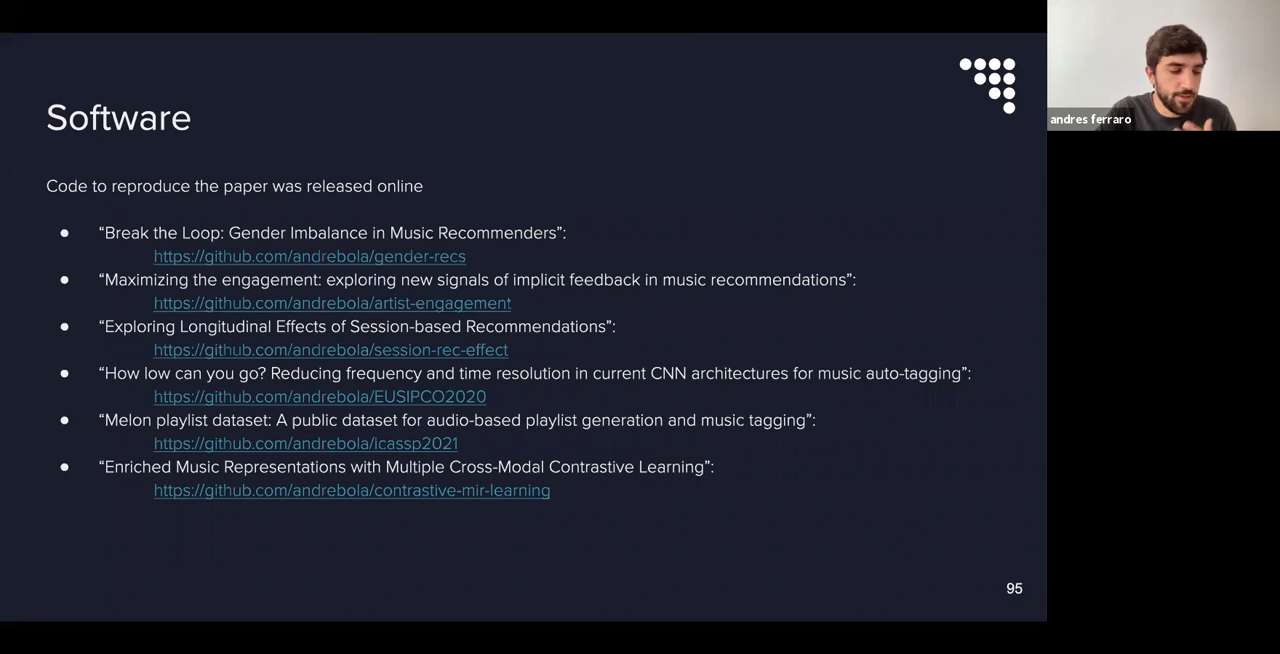 Software
Code to reproduce the paper was released online
● “Break the Loop: Gender Imbalance in Music Recommenders”:
https://github.com/andrebola/gender-recs
● “Maximizing the engagement: exploring new signals of implicit feedback in music recommendations”:
https://github.com/andrebola/artist-engagement
● “Exploring Longitudinal Effects of Session-based Recommendations”:
https://github.com/andrebola/session-rec-effect
● “How low can you go? Reducing frequency and time resolution in current CNN architectures for music auto-tagging”:
https://github.com/andrebola/EUSIPCO2020
● “Melon playlist dataset: A public dataset for audio-based playlist generation and music tagging”:
https://github.com/andrebola/icassp2021
● “Enriched Music Representations with Multiple Cross-Modal Contrastive Learning”:
https://github.com/andrebola/contrastive-mir-learning
95
andres ferraro